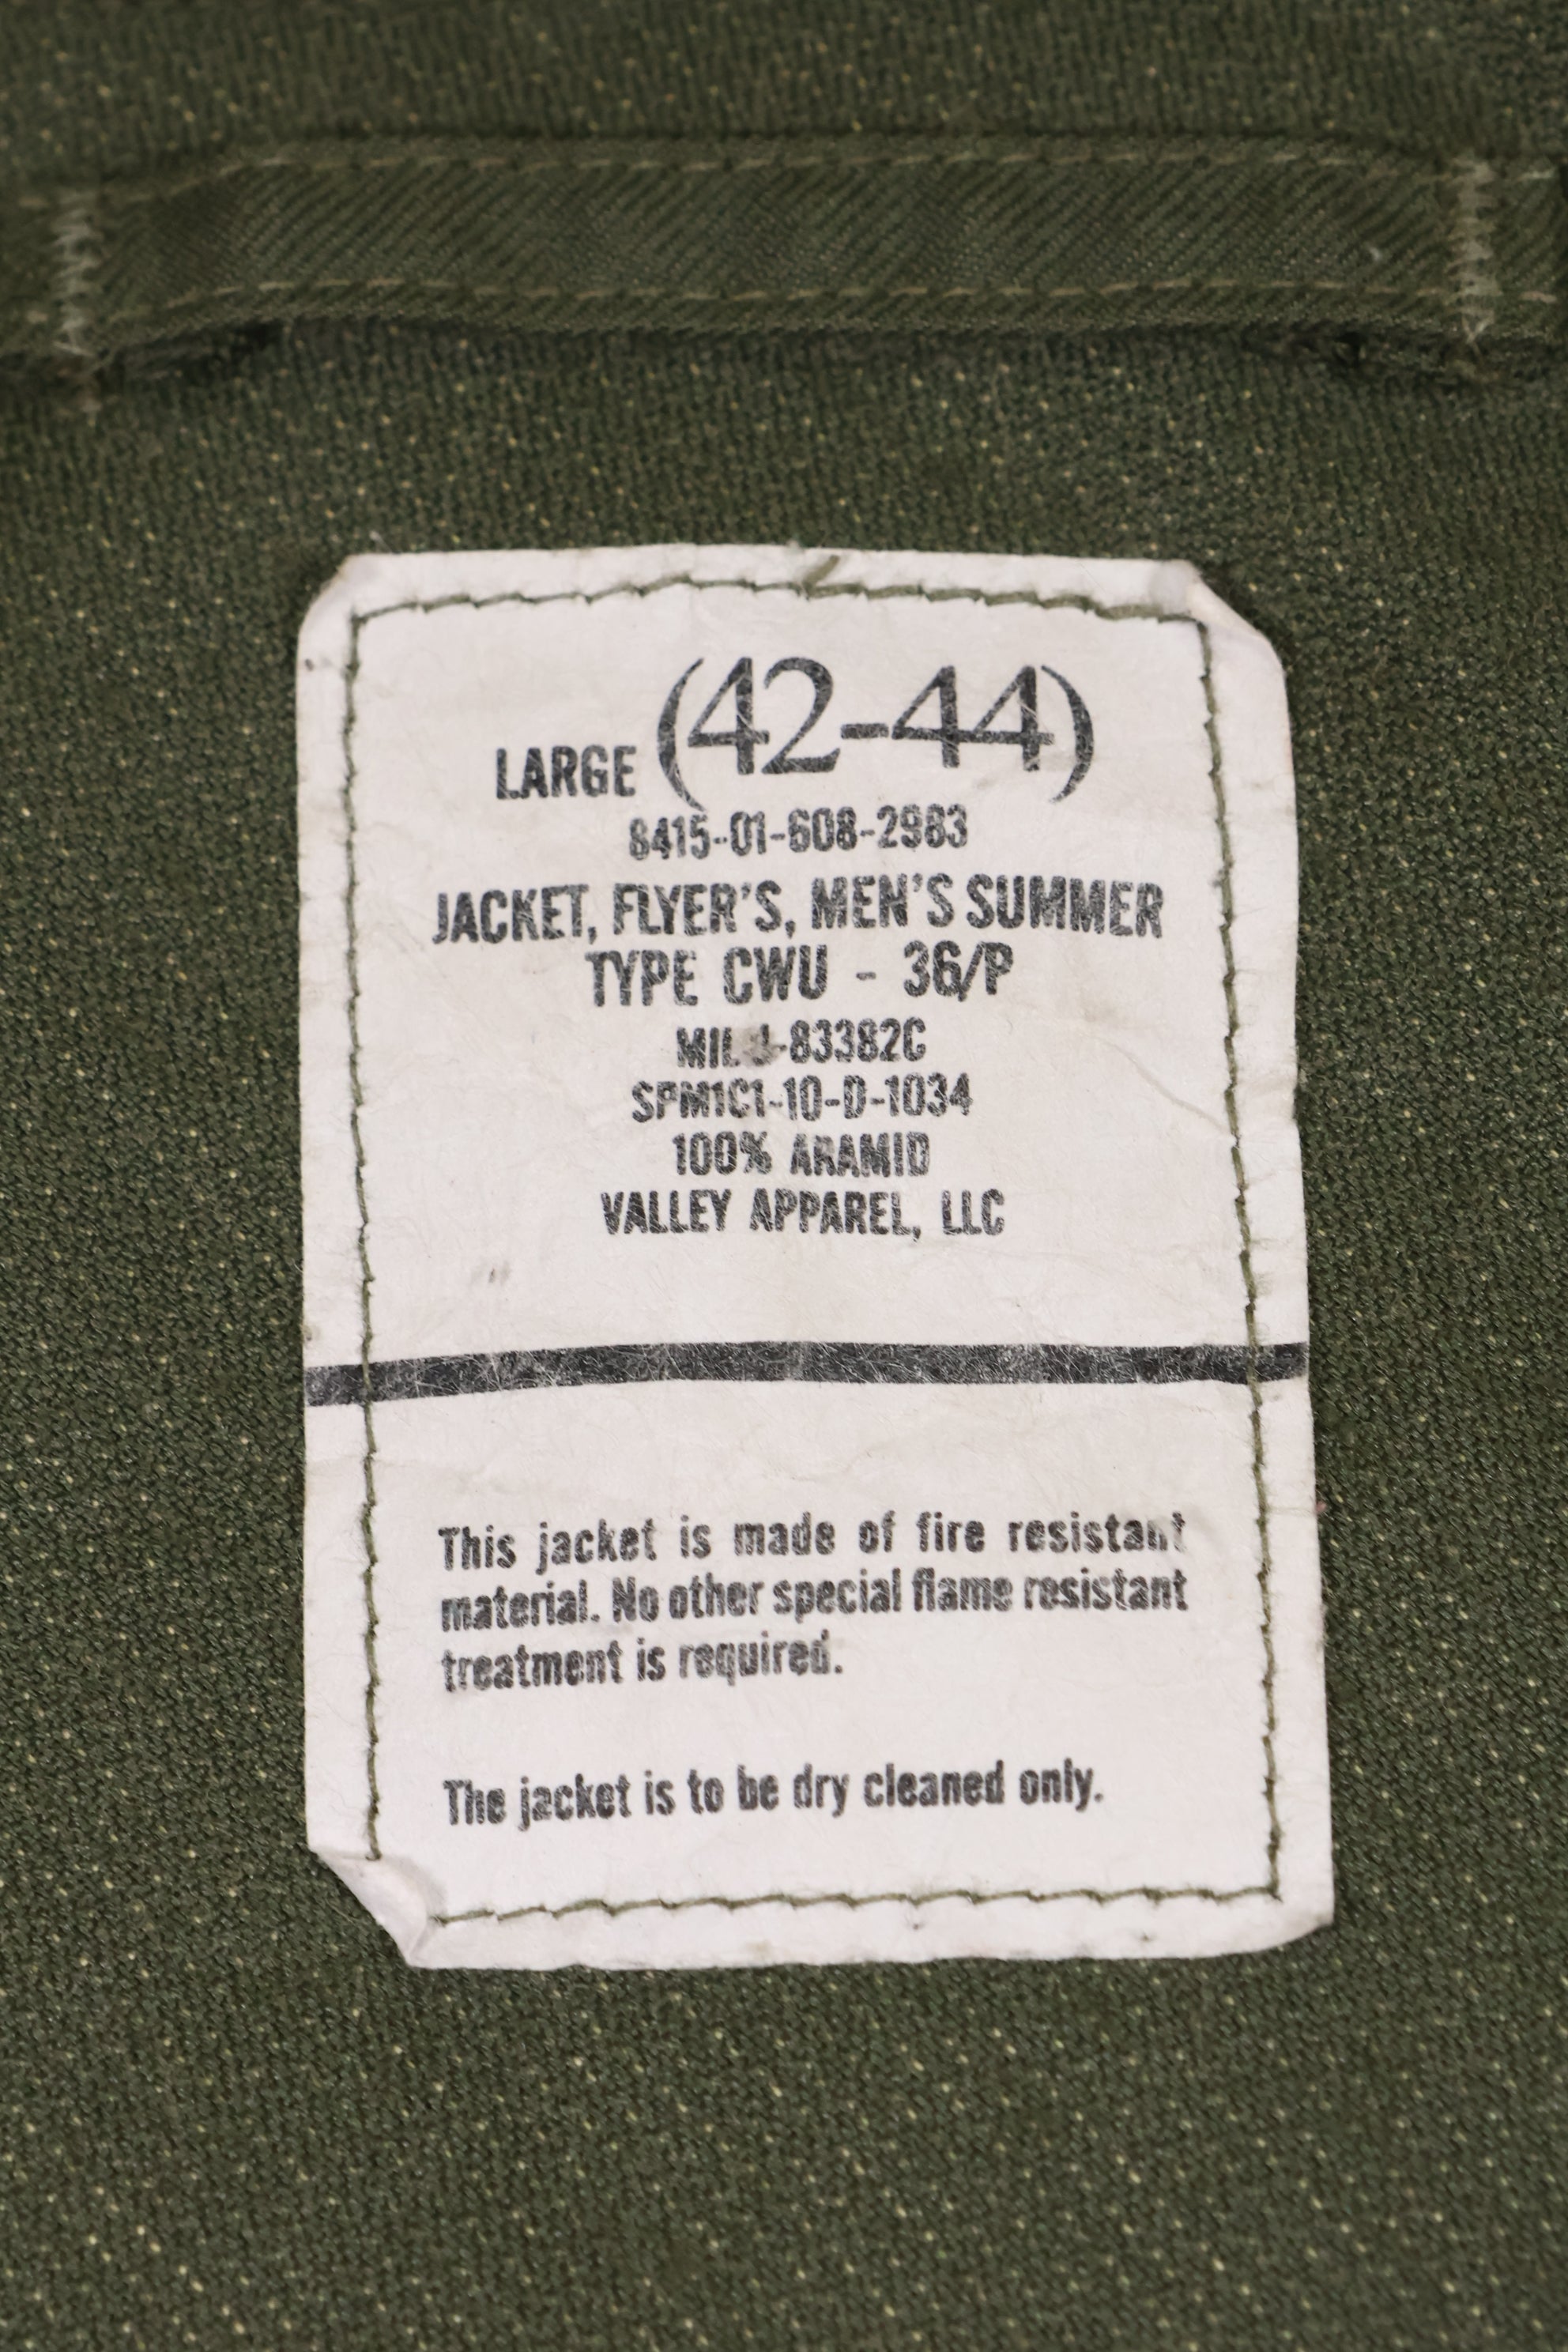 LARGE (42-44)
8415-01-608-2983
JACKET, FLYER'S, MEN'S SUMMER
TYPE CWU - 36/P
MIL-J-83382C
SPM1C1-10-D-1034
100% ARAMID
VALLEY APPAREL, LLC
This jacket is made of fire resistant
material. No other special flame resistant
treatment is required.
The jacket is to be dry cleaned only.